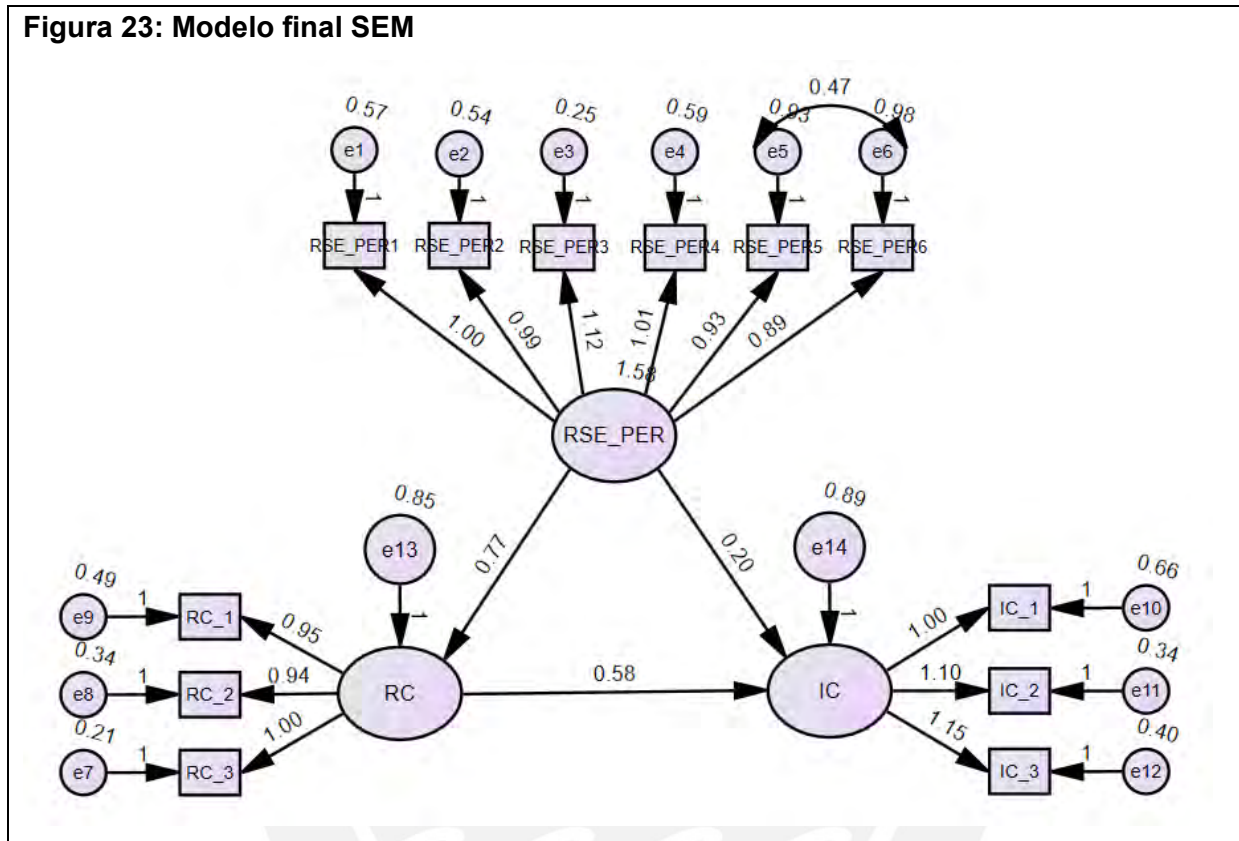 Figura 23: Modelo final SEM
0.47
0.57 0.54 0.25 0.59 0.93 0.98
e1 e2 e3 e4 e5 e6
1 1 1 1 1 1
RSE_PER1 RSE_PER2 RSE_PER3 RSE_PER4 RSE_PER5 RSE_PER6
1.00 0.99 1.12 1.01 0.93 0.89
1.58
RSE_PER
0.85 0.89
e13 e14
0.77 0.20
1 1
0.49 0.66
e9 1 RC_1 IC_1 1 e10
0.95 1.00
0.34 0.34
e8 1 RC_2 0.94 RC 0.58 IC 1.10 IC_2 1 e11
0.21 0.40
1.00 1.15
e7 1 RC_3 IC_3 1 e12